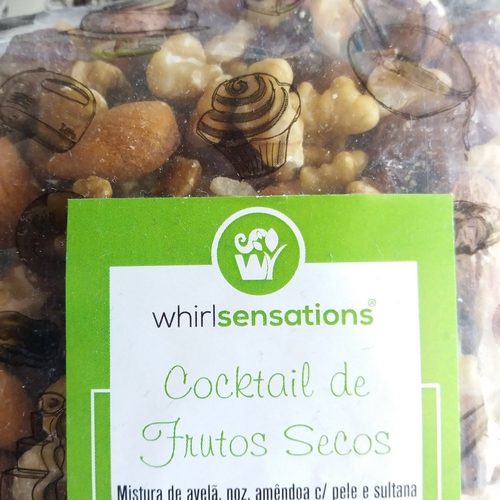 whirlsensations®
Cocktail de
Frutos Secos
Mistura de avelã, noz, amêndoa c/ pele e sultana